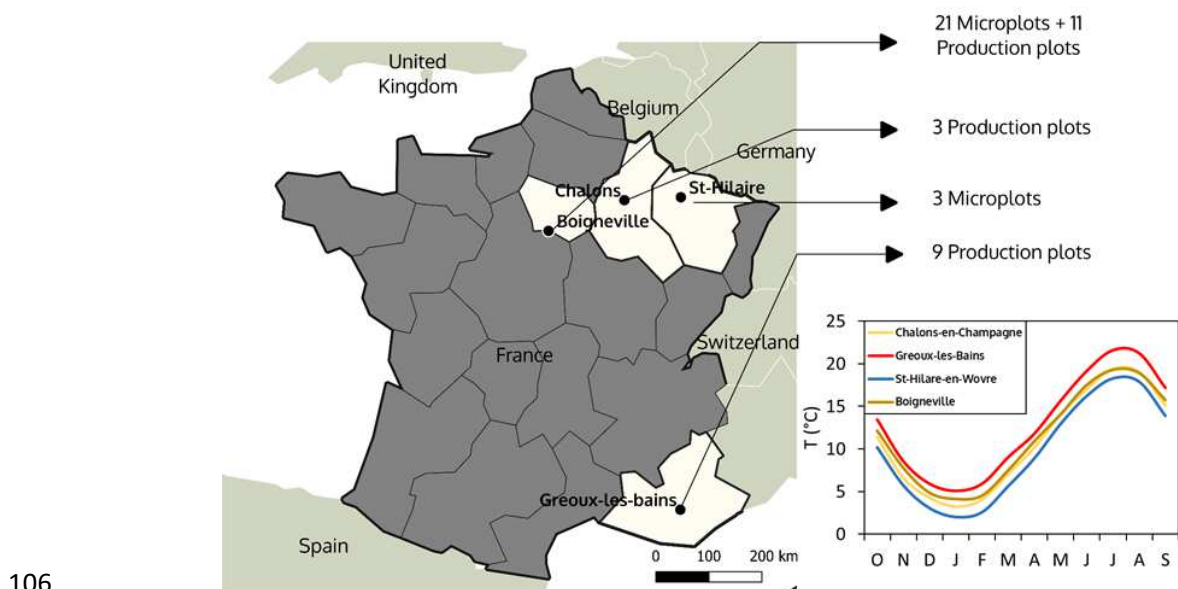 21 Microplots + 11
Production plots
United
Kingdom
Belgium
3 Production plots
Germany
Chalons
St-Hilaire
3 Microplots
Boigneville
9 Production plots
Switzerland
France
Greoux-les-bains
Spain
0 100 200 km
25
20
15
10
5
0
T (°C)
Chalons-en-Champagne
Greoux-les-Bains
St-Hilare-en-Wovre
Boigneville
O N D J F M A M J J A S
106